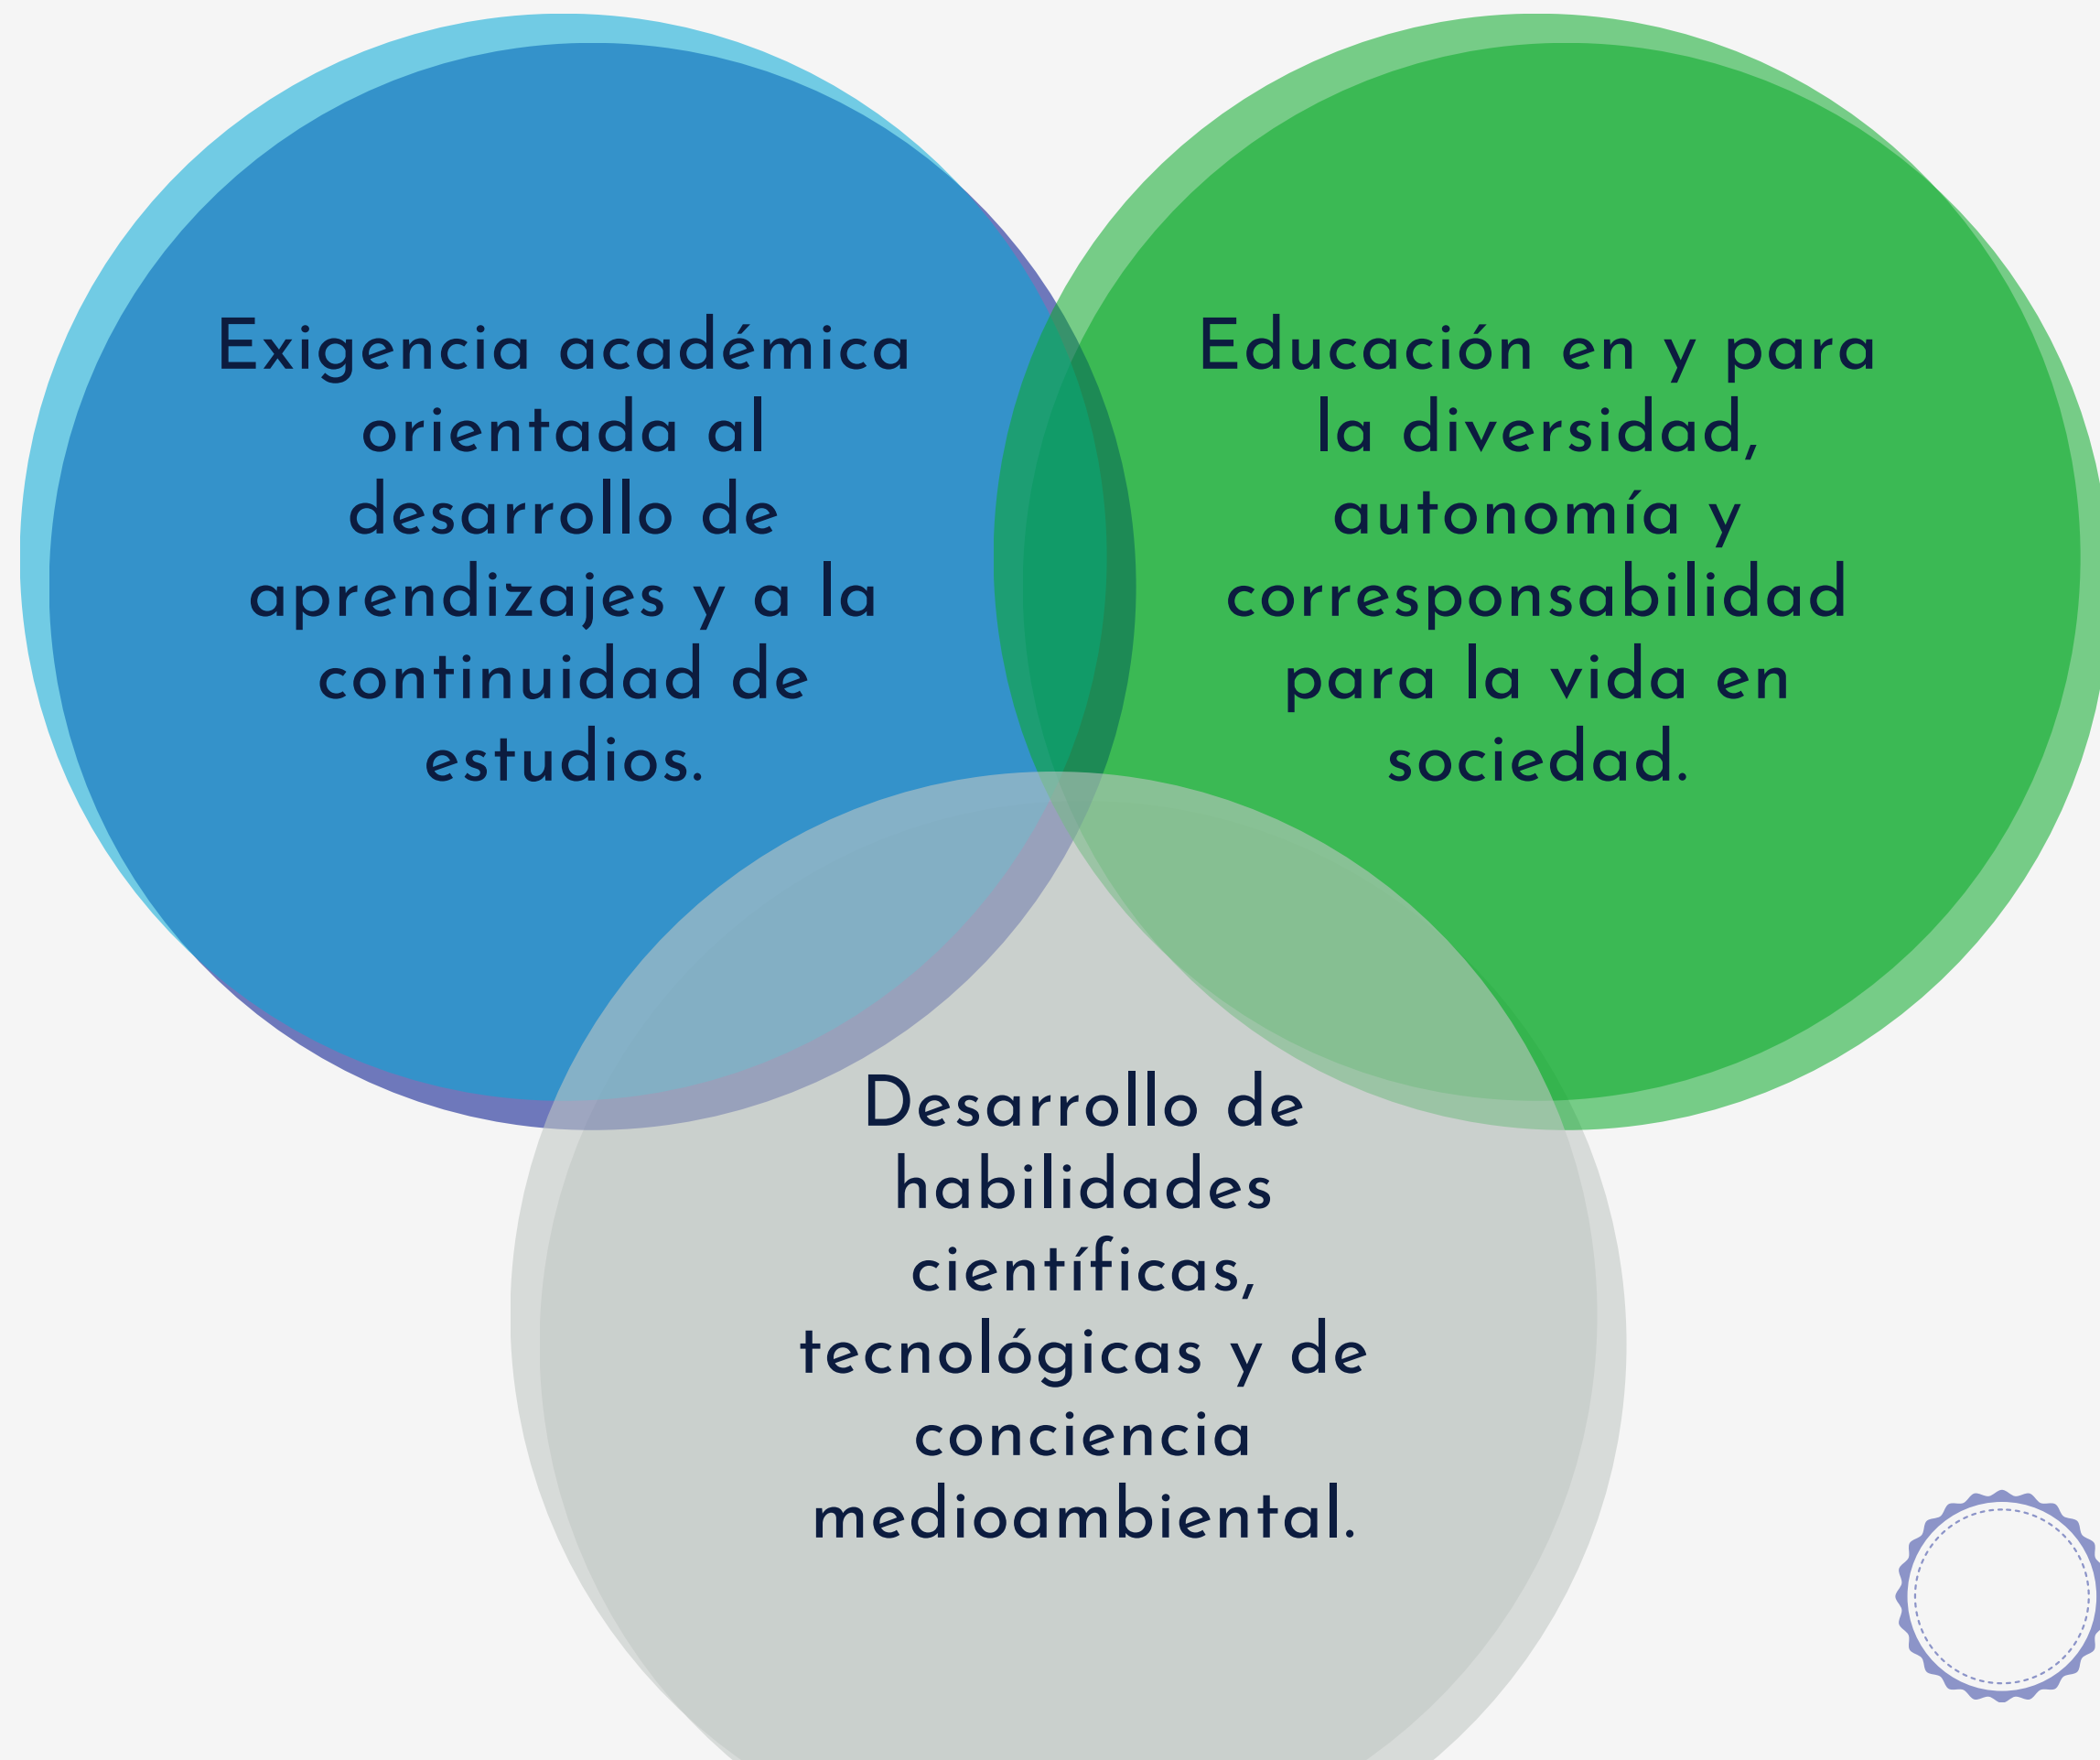 Exigencia académica
orientada al
desarrollo de
aprendizajes y a la
continuidad de
estudios.
Educación en y para
la diversidad,
autonomía y
corresponsabilidad
para la vida en
sociedad.
Desarrollo de
habilidades
científicas,
tecnológicas y de
conciencia
medioambiental.